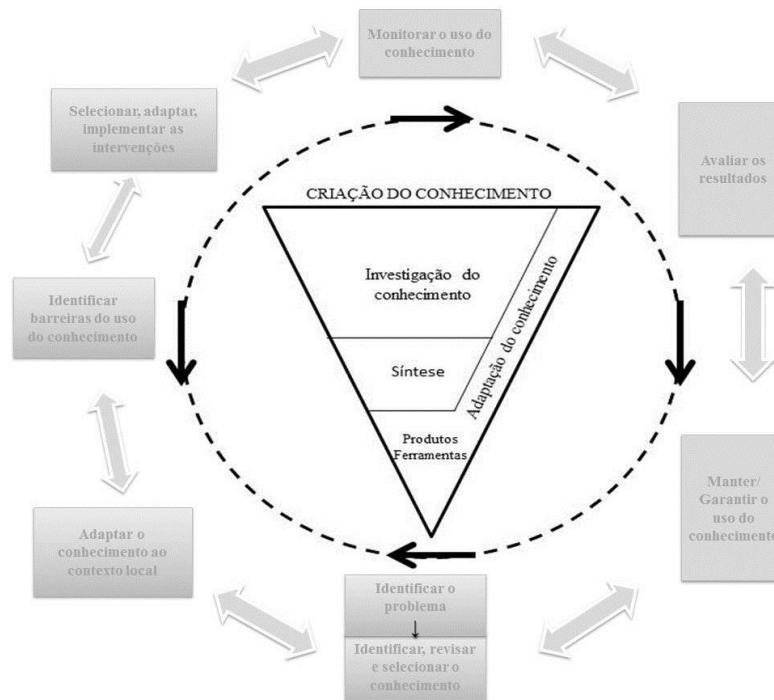 Monitorar o uso do
conhecimento
Selecionar, adaptar,
implementar as
intervenções
Avaliar os
resultados
CRIAÇÃO DO CONHECIMENTO
Investigação do
conhecimento
Adaptação do conhecimento
Identificar
barreiras do uso
do conhecimento
Síntese
Produtos
Ferramentas
Manter/
Garantir o
uso do
conhecimento
Adaptar o
conhecimento ao
contexto local
Identificar o
problema
Identificar, revisar
e selecionar o
conhecimento